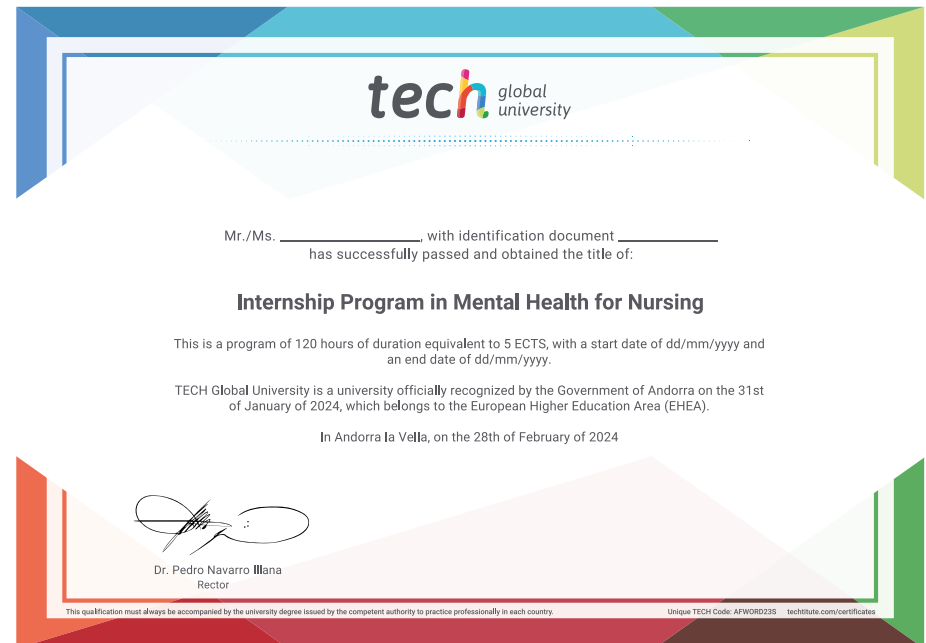 tech global university
Mr./Ms. , with identification document
has successfully passed and obtained the title of:
Internship Program in Mental Health for Nursing
This is a program of 120 hours of duration equivalent to 5 ECTS, with a start date of dd/mm/yyyy and
an end date of dd/mm/yyyy.
TECH Global University is a university officially recognized by the Government of Andorra on the 31st
of January of 2024, which belongs to the European Higher Education Area (EHEA).
In Andorra la Vella, on the 28th of February of 2024
Dr. Pedro Navarro Illana
Rector
This qualification must always be accompanied by the university degree issued by the competent authority to practice professionally in each country.
Unique TECH Code: AFWORD23S techtitute.com/certificates